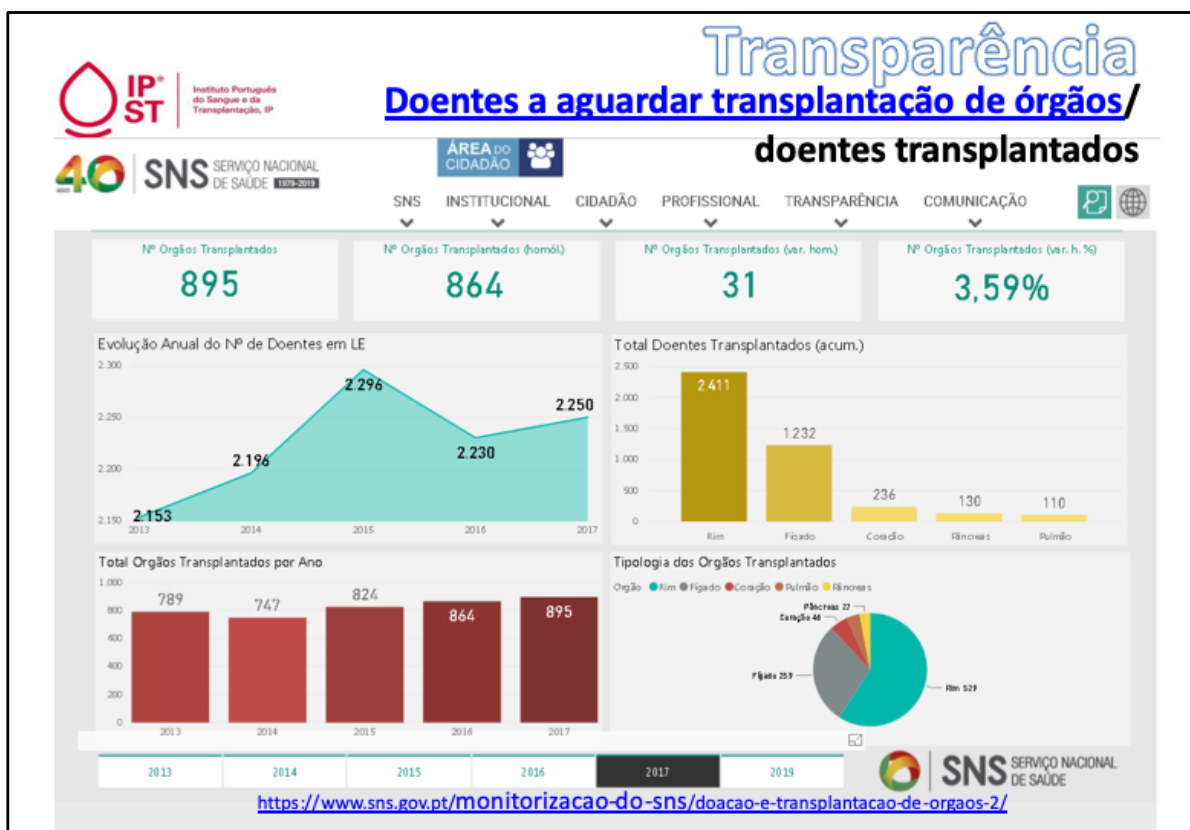 Transparência
IP ST
Instituto Português
do Sangue e da
Transplantação, IP
Doentes a aguardar transplantação de órgãos/
doentes transplantados
40 ANOS
SNS SERVIÇO NACIONAL
DE SAÚDE 1979-2019
ÁREA DO
CIDADÃO
SNS INSTITUCIONAL CIDADÃO PROFISSIONAL TRANSPARÊNCIA COMUNICAÇÃO
Nº Orgãos Transplantados
895
Nº Orgãos Transplantados (homól.)
864
Nº Orgãos Transplantados (var. hom.)
31
Nº Orgãos Transplantados (var. h. %)
3,59%
Evolução Anual do Nº de Doentes em LE
2.300
2.250
2.200
2.150
2.153
2.196
2.296
2.230
2.250
2013 2014 2015 2016 2017
Total Doentes Transplantados (acum.)
2.500
2.000
1.500
1.000
500
0
2.411
1.232
236
130
110
Rim Fígado Coração Pâncreas Pulmão
Total Orgãos Transplantados por Ano
1.000
800
600
400
200
0
789
747
824
864
895
2013 2014 2015 2016 2017
Tipologia dos Orgãos Transplantados
Orgão Rim Fígado Coração Pulmão Pâncreas
Pâncreas 27
Coração 46
Fígado 259
Rim 529
2013 2014 2015 2016 2017 2019
SNS SERVIÇO NACIONAL
DE SAÚDE
https://www.sns.gov.pt/monitorizacao-do-sns/doacao-e-transplantacao-de-orgaos-2/